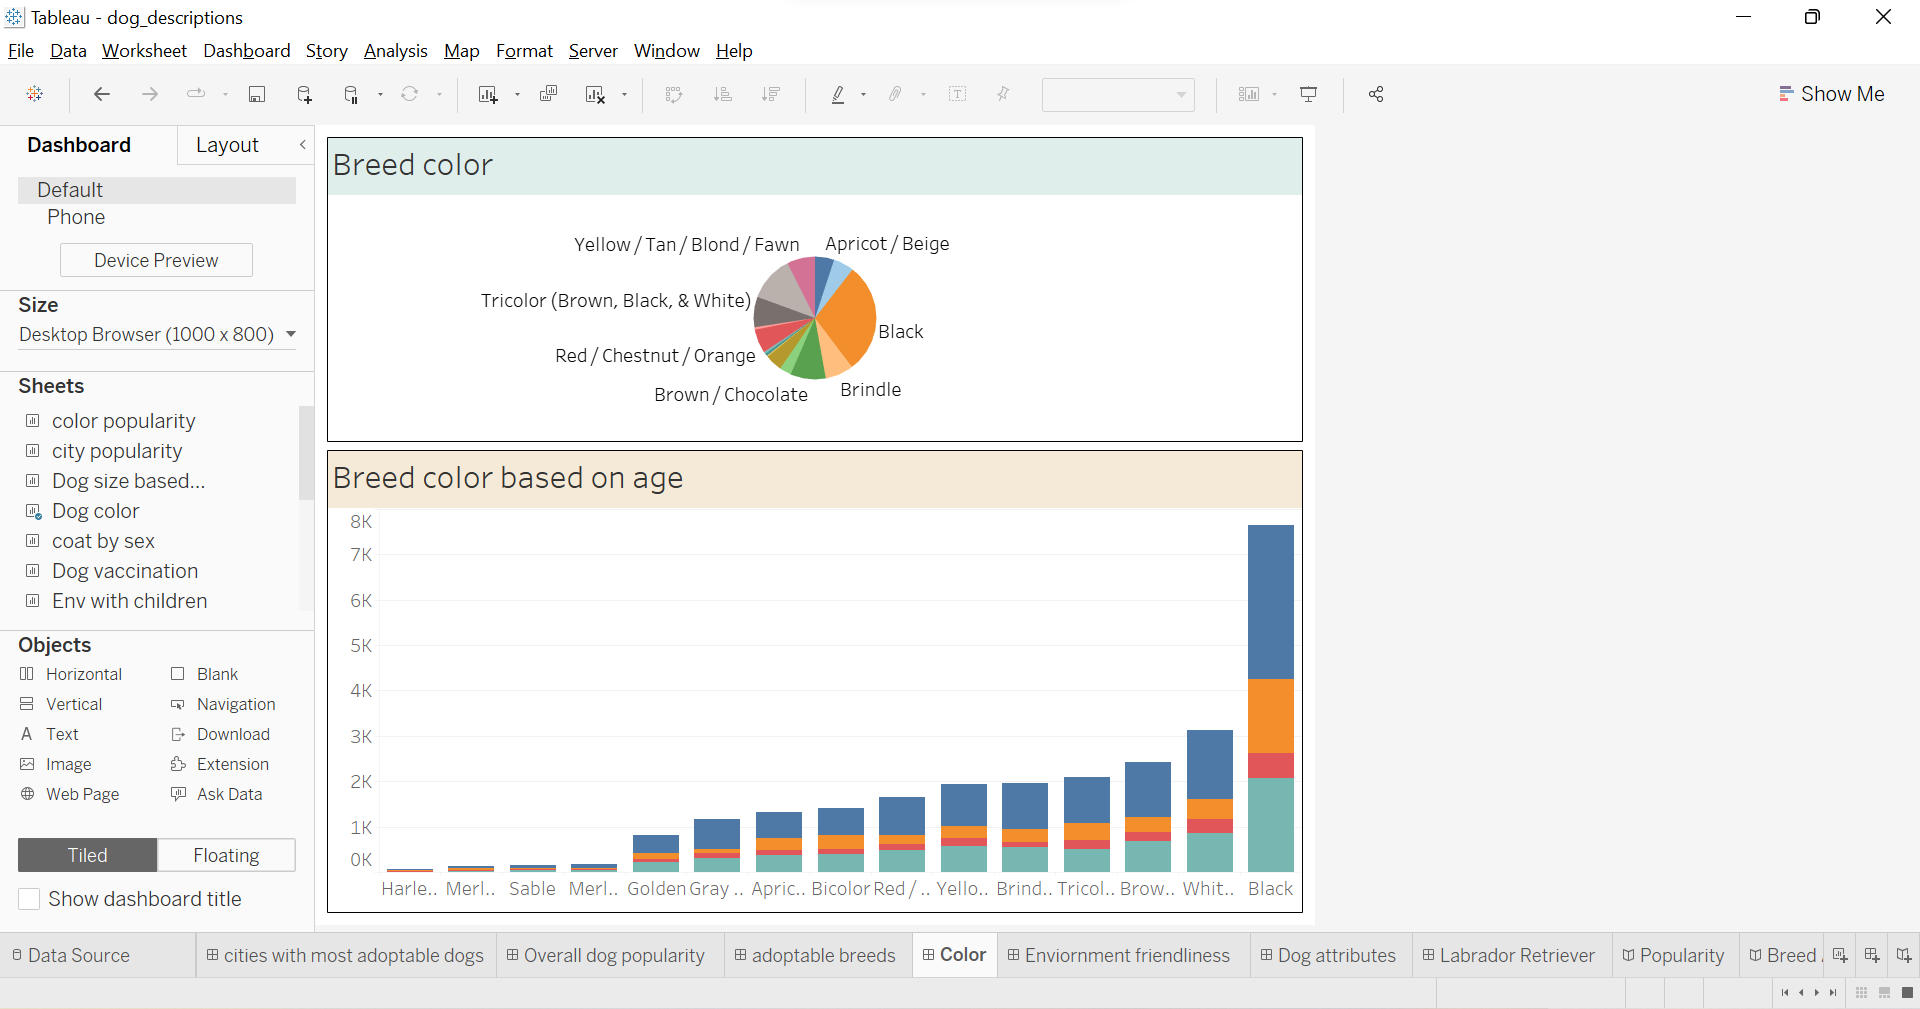 Tableau - dog_descriptions
File Data Worksheet Dashboard Story Analysis Map Format Server Window Help
Show Me
Dashboard Layout
Default
Phone
Device Preview
Size
Desktop Browser (1000 x 800)
Sheets
color popularity
city popularity
Dog size based...
Dog color
coat by sex
Dog vaccination
Env with children
Objects
Horizontal Blank
Vertical Navigation
A Text Download
Image Extension
Web Page Ask Data
Tiled Floating
Show dashboard title
Breed color
Yellow / Tan / Blond / Fawn Apricot / Beige
Tricolor (Brown, Black, & White)
Black
Red / Chestnut / Orange
Brown / Chocolate Brindle
Breed color based on age
8K
7K
6K
5K
4K
3K
2K
1K
0K
Harle.. Merl.. Sable Merl.. Golden Gray .. Apric.. Bicolor Red / .. Yello.. Brind.. Tricol.. Brow.. Whit.. Black
Data Source cities with most adoptable dogs Overall dog popularity adoptable breeds Color Enviornment friendliness Dog attributes Labrador Retriever Popularity Breed